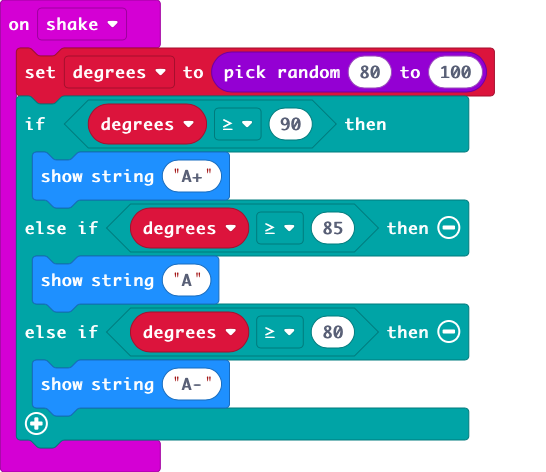 on shake
set degrees to pick random 80 to 100
if degrees ≥ 90 then
show string "A+"
else if degrees ≥ 85 then
show string "A"
else if degrees ≥ 80 then
show string "A-"